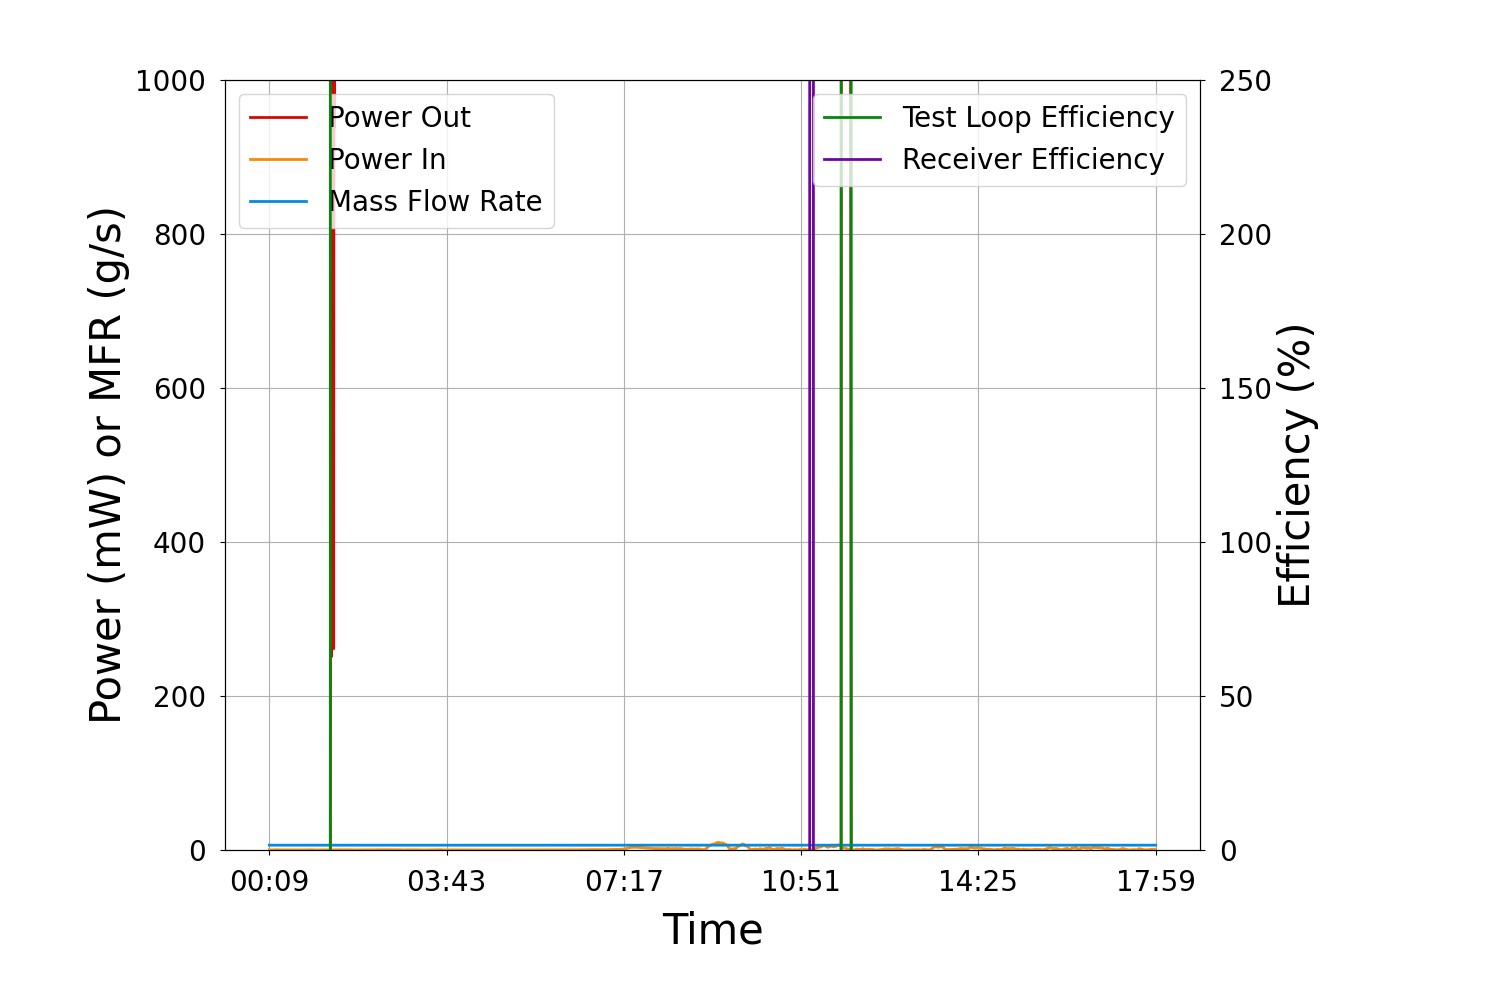 1000
800
600
400
200
0
Power (mW) or MFR (g/s)
Power Out
Power In
Mass Flow Rate
Test Loop Efficiency
Receiver Efficiency
250
200
150
100
50
0
Efficiency (%)
00:09 03:43 07:17 10:51 14:25 17:59
Time